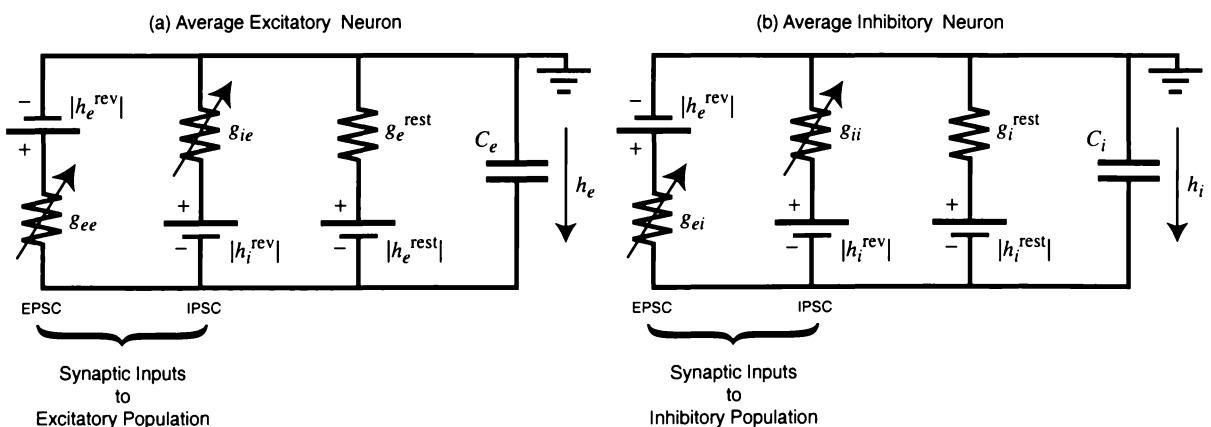 (a) Average Excitatory Neuron
−
|h_e^rev|
+
g_ee
g_ie
+
−
|h_i^rev|
g_e^rest
+
−
|h_e^rest|
C_e
h_e
EPSC
IPSC
Synaptic Inputs
to
Excitatory Population
(b) Average Inhibitory Neuron
−
|h_e^rev|
+
g_ei
g_ii
+
−
|h_i^rev|
g_i^rest
+
−
|h_i^rest|
C_i
h_i
EPSC
IPSC
Synaptic Inputs
to
Inhibitory Population